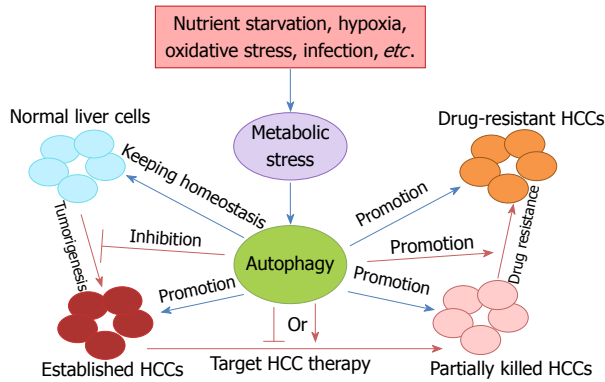 Nutrient starvation, hypoxia,
oxidative stress, infection, etc.
Normal liver cells
Metabolic
stress
Drug-resistant HCCs
Keeping homeostasis
Promotion
Tumorigenesis
Inhibition
Autophagy
Promotion
Drug resistance
Promotion
Promotion
Or
Established HCCs
Target HCC therapy
Partially killed HCCs